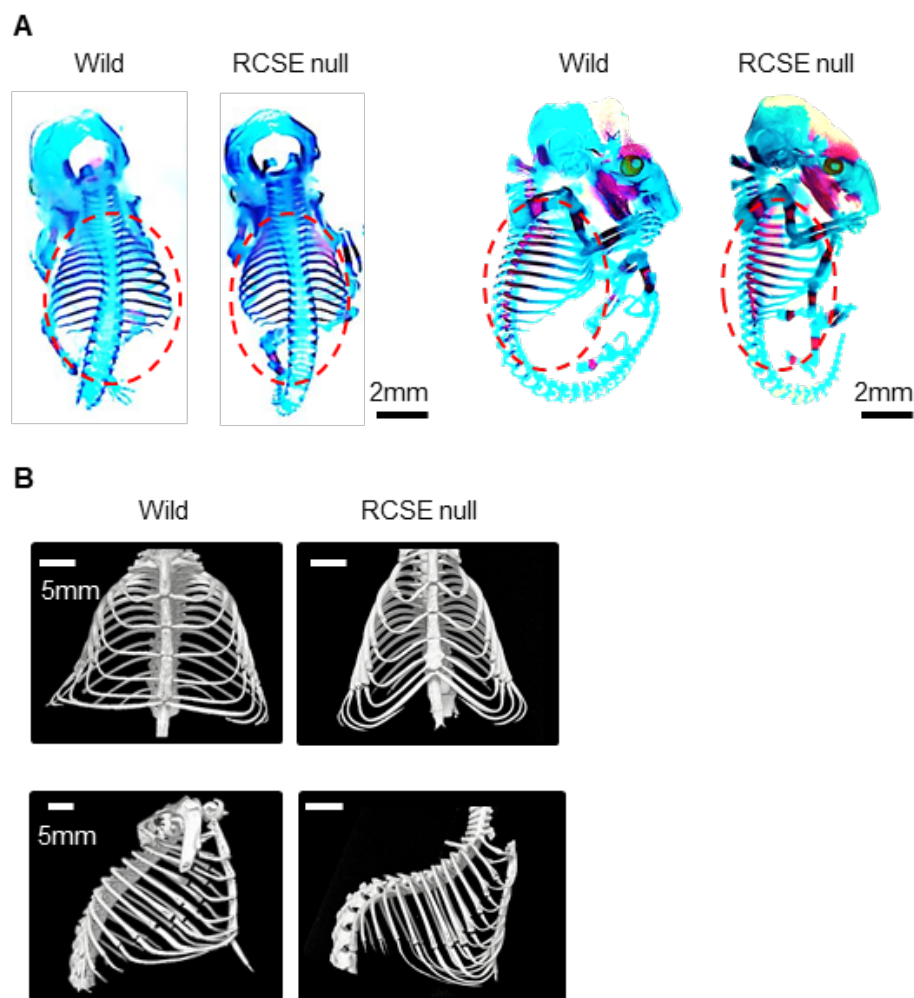 A
Wild RCSE null Wild RCSE null
2mm 2mm
B
Wild RCSE null
5mm
5mm